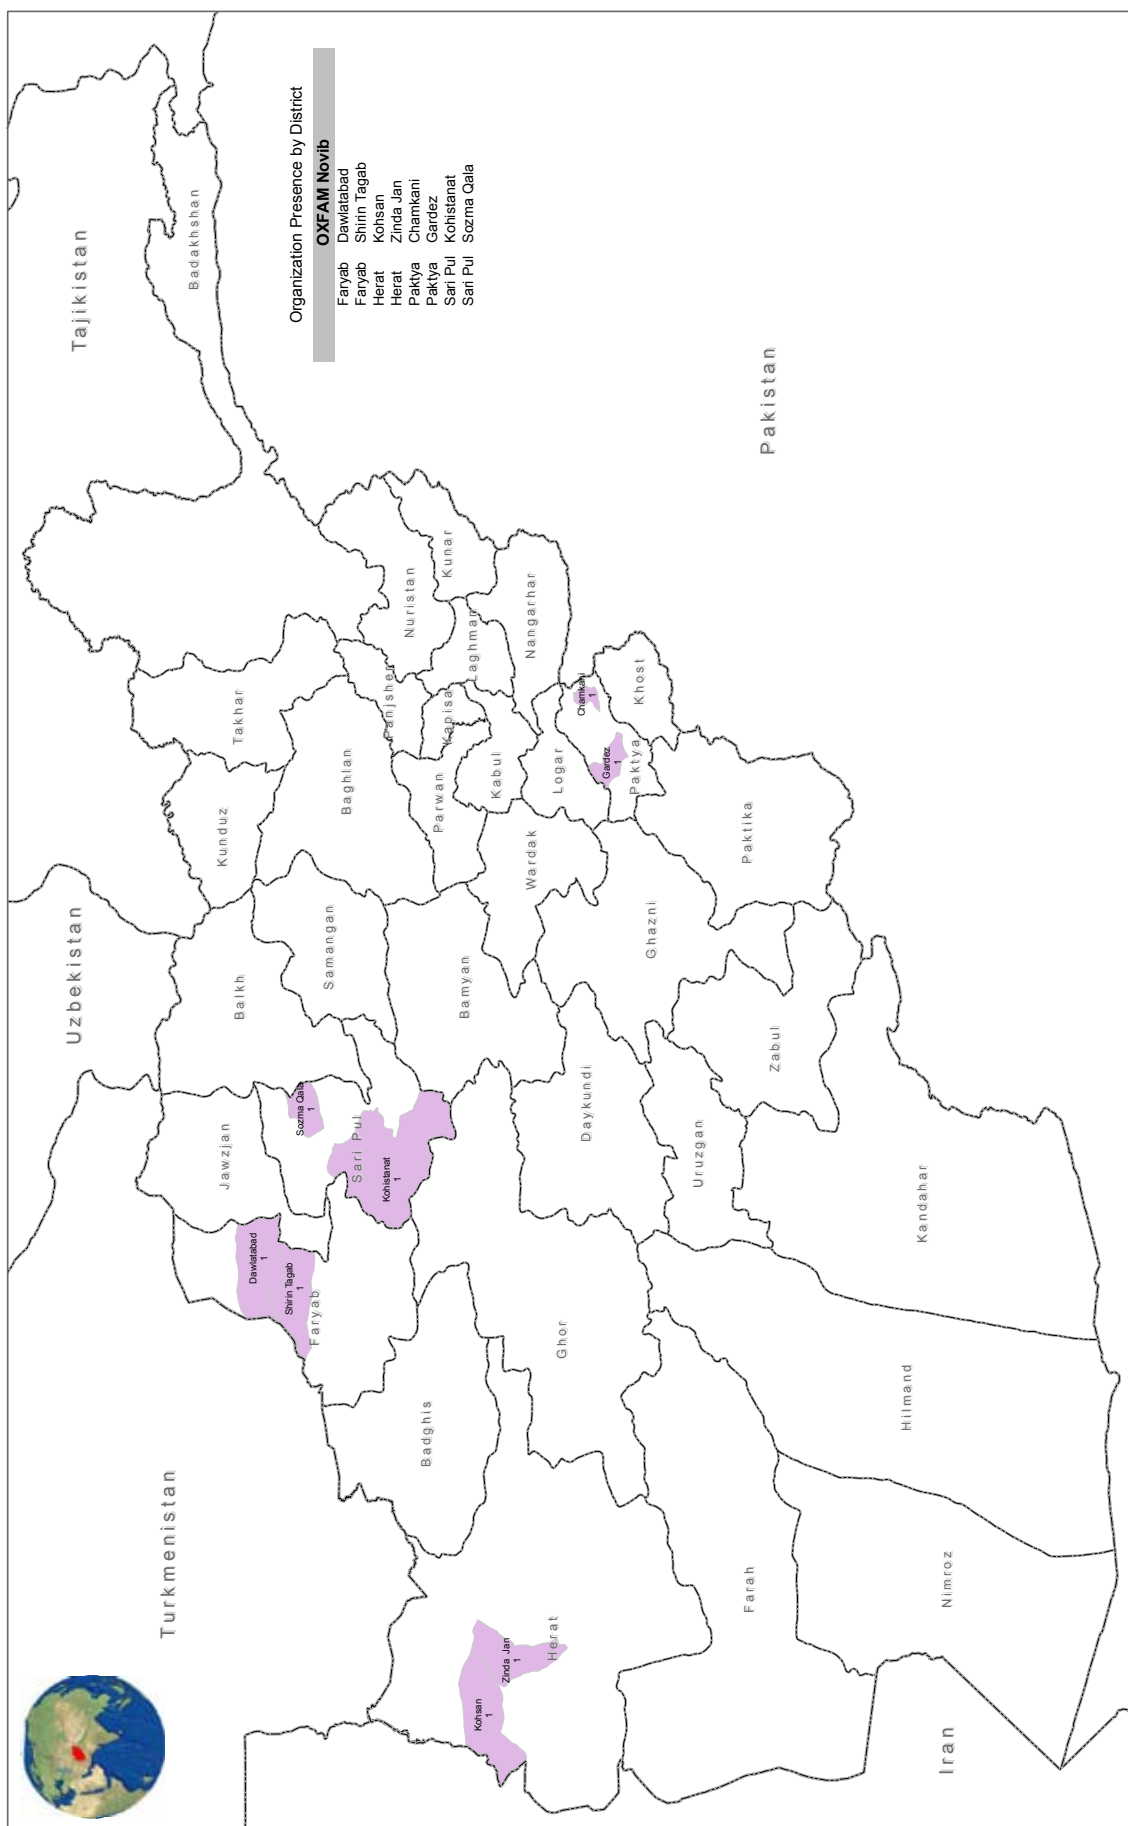 Organization Presence by District
OXFAM Novib
Faryab Dawlatabad
Faryab Shirin Tagab
Herat Kohsan
Herat Zinda Jan
Paktya Chamkani
Paktya Gardez
Sari Pul Kohistanat
Sari Pul Sozma Qala
Turkmenistan
Uzbekistan
Tajikistan
Badakhshan
Takhar
Kunduz
Jawzjan
Balkh
Dawlatabad
1
Shirin Tagab
1
Faryab
Sozma Qala
1
Sari Pul
Kohistanat
1
Samangan
Baghlan
Panjsher
Nuristan
Kunar
Laghman
Kapisa
Parwan
Bamyan
Badghis
Kabul
Nangarhar
Wardak
Logar
Kohsan
1
Zinda Jan
1
Herat
Ghor
Daykundi
Chamkani
1
Gardez
1
Paktya
Khost
Ghazni
Uruzgan
Paktika
Zabul
Pakistan
Farah
Hilmand
Kandahar
Nimroz
Iran